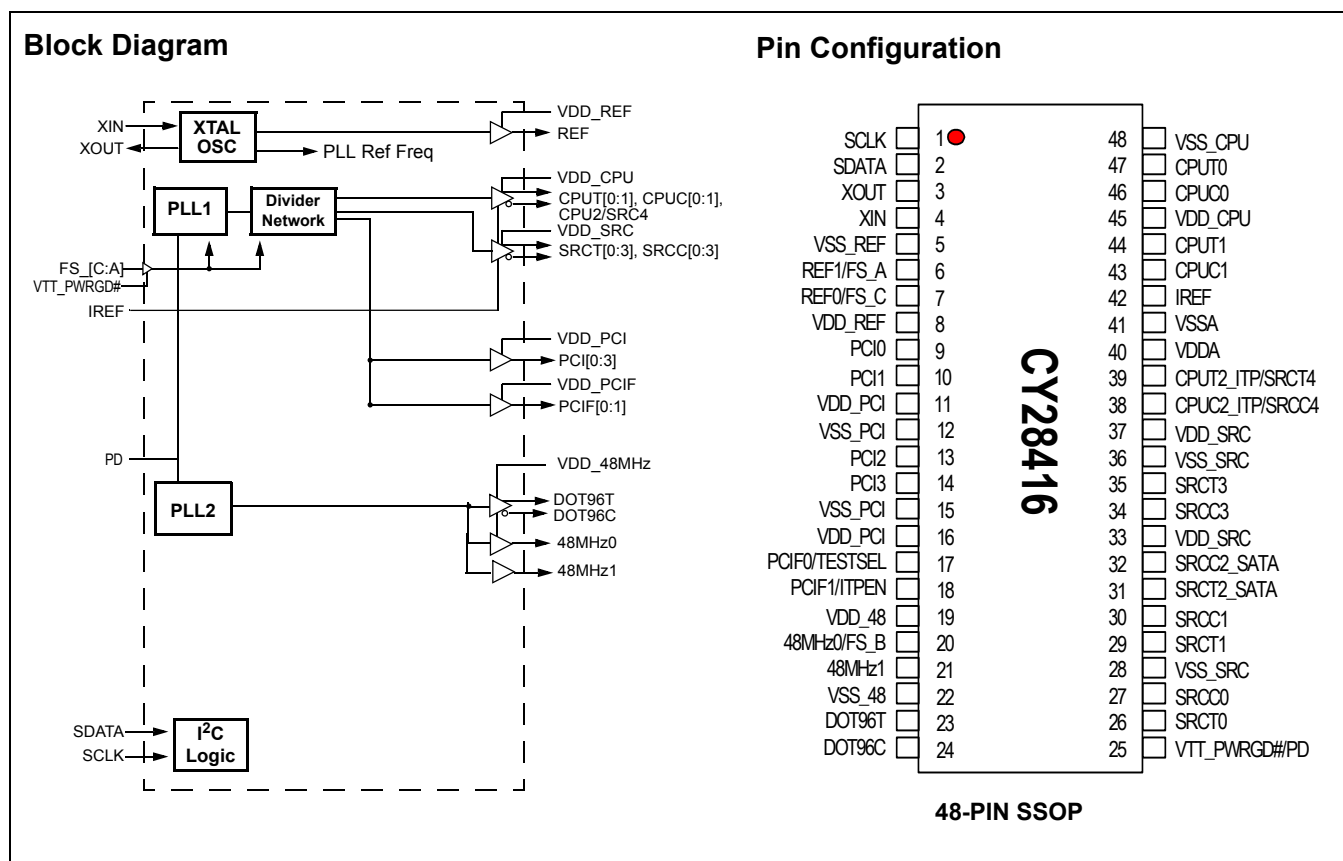 Block Diagram
XIN
XOUT
XTAL
OSC
VDD_REF
REF
PLL Ref Freq
PLL1
Divider
Network
VDD_CPU
CPUT[0:1], CPUC[0:1],
CPU2/SRC4
VDD_SRC
SRCT[0:3], SRCC[0:3]
FS_[C:A]
VTT_PWRGD#
IREF
VDD_PCI
PCI[0:3]
VDD_PCIF
PCIF[0:1]
PD
PLL2
VDD_48MHz
DOT96T
DOT96C
48MHz0
48MHz1
SDATA
SCLK
I2C
Logic
Pin Configuration
SCLK 1 48 VSS_CPU
SDATA 2 47 CPUT0
XOUT 3 46 CPUC0
XIN 4 45 VDD_CPU
VSS_REF 5 44 CPUT1
REF1/FS_A 6 43 CPUC1
REF0/FS_C 7 42 IREF
VDD_REF 8 41 VSSA
PCI0 9 40 VDDA
PCI1 10 39 CPUT2_ITP/SRCT4
VDD_PCI 11 38 CPUC2_ITP/SRCC4
VSS_PCI 12 37 VDD_SRC
PCI2 13 36 VSS_SRC
PCI3 14 35 SRCT3
VSS_PCI 15 34 SRCC3
VDD_PCI 16 33 VDD_SRC
PCIF0/TESTSEL 17 32 SRCC2_SATA
PCIF1/ITPEN 18 31 SRCT2_SATA
VDD_48 19 30 SRCC1
48MHz0/FS_B 20 29 SRCT1
48MHz1 21 28 VSS_SRC
VSS_48 22 27 SRCC0
DOT96T 23 26 SRCT0
DOT96C 24 25 VTT_PWRGD#/PD
CY28416
48-PIN SSOP